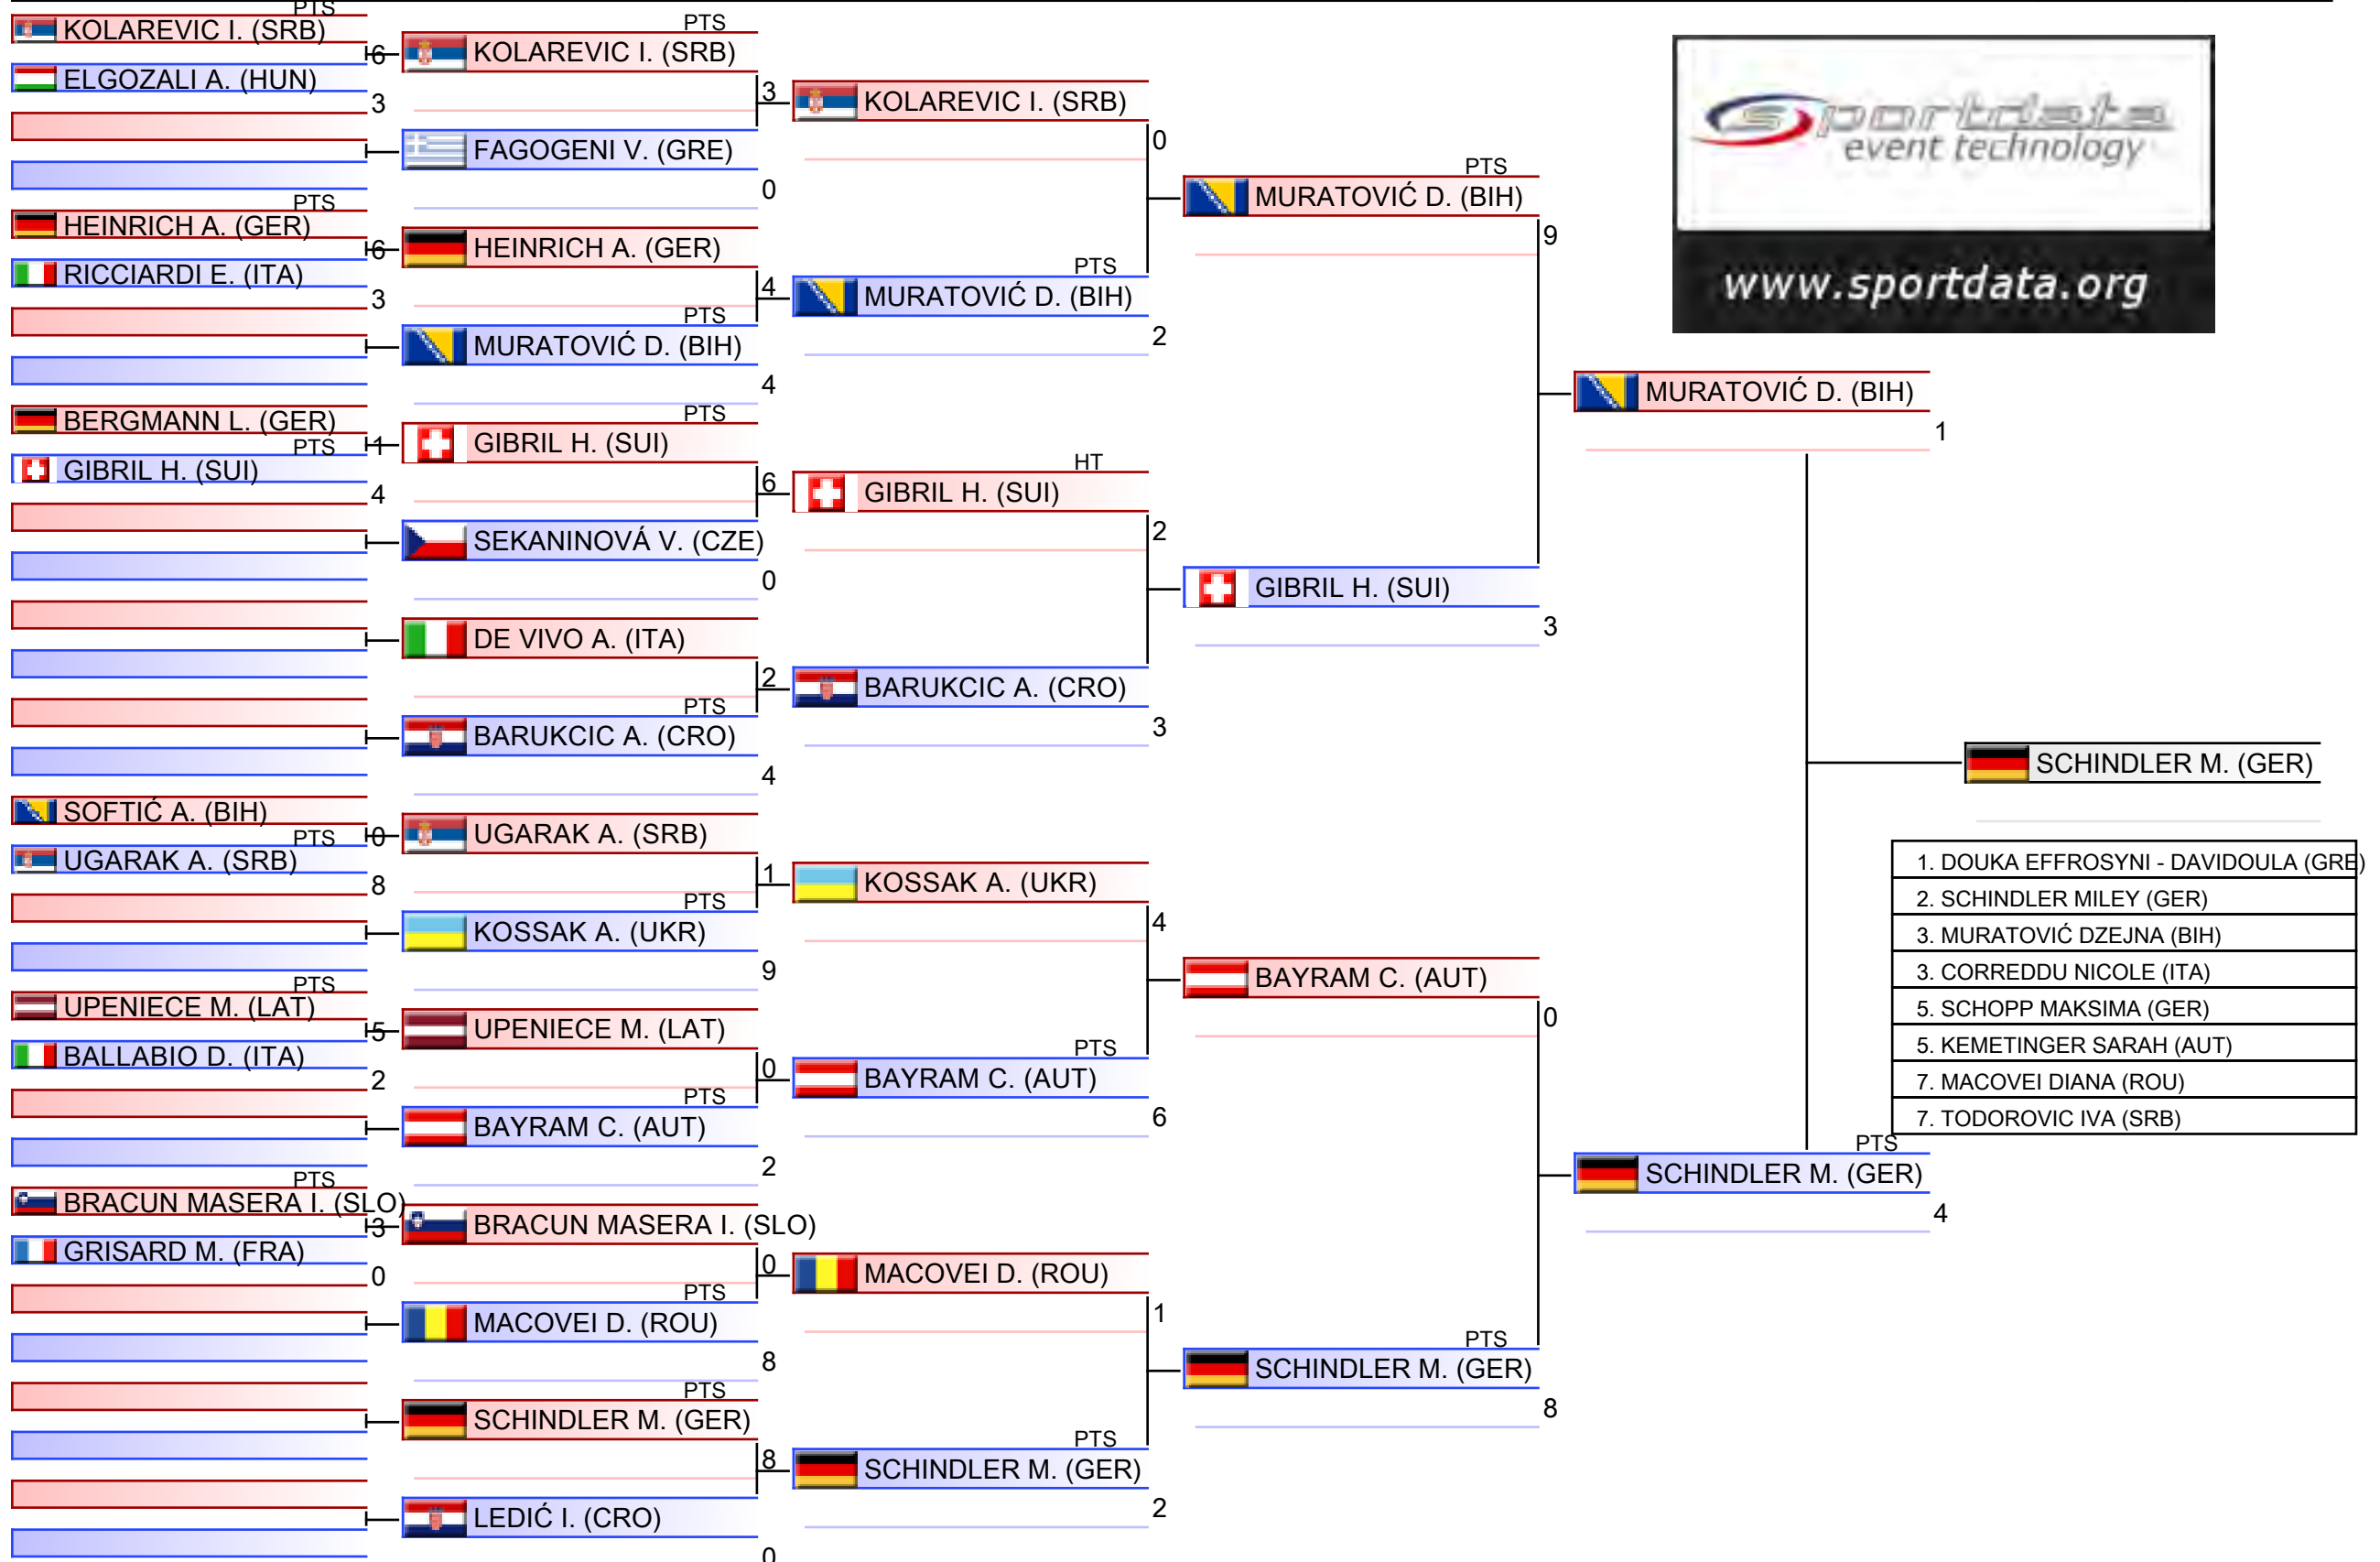 PTS
KOLAREVIC I. (SRB)
6
ELGOZALI A. (HUN)
3
PTS
HEINRICH A. (GER)
6
RICCIARDI E. (ITA)
3
BERGMANN L. (GER)
1
PTS
GIBRIL H. (SUI)
4
SOFTIĆ A. (BIH)
0
PTS
UGARAK A. (SRB)
8
PTS
UPENIECE M. (LAT)
5
BALLABIO D. (ITA)
2
PTS
BRACUN MASERA I. (SLO)
3
GRISARD M. (FRA)
0
PTS
KOLAREVIC I. (SRB)
3
FAGOGENI V. (GRE)
0
HEINRICH A. (GER)
4
PTS
MURATOVIĆ D. (BIH)
4
PTS
GIBRIL H. (SUI)
6
SEKANINOVÁ V. (CZE)
0
DE VIVO A. (ITA)
2
PTS
BARUKCIC A. (CRO)
4
UGARAK A. (SRB)
1
PTS
KOSSAK A. (UKR)
9
UPENIECE M. (LAT)
0
PTS
BAYRAM C. (AUT)
2
BRACUN MASERA I. (SLO)
0
PTS
MACOVEI D. (ROU)
8
PTS
SCHINDLER M. (GER)
8
LEDIĆ I. (CRO)
0
KOLAREVIC I. (SRB)
0
PTS
MURATOVIĆ D. (BIH)
2
HT
GIBRIL H. (SUI)
2
BARUKCIC A. (CRO)
3
KOSSAK A. (UKR)
4
PTS
BAYRAM C. (AUT)
6
MACOVEI D. (ROU)
1
PTS
SCHINDLER M. (GER)
2
PTS
MURATOVIĆ D. (BIH)
9
GIBRIL H. (SUI)
3
BAYRAM C. (AUT)
0
PTS
SCHINDLER M. (GER)
8
MURATOVIĆ D. (BIH)
1
PTS
SCHINDLER M. (GER)
4
SCHINDLER M. (GER)
sportdata
event technology
www.sportdata.org
1. DOUKA EFFROSYNI - DAVIDOULA (GRE)
2. SCHINDLER MILEY (GER)
3. MURATOVIĆ DZEJNA (BIH)
3. CORREDDU NICOLE (ITA)
5. SCHOPP MAKSIMA (GER)
5. KEMETINGER SARAH (AUT)
7. MACOVEI DIANA (ROU)
7. TODOROVIC IVA (SRB)